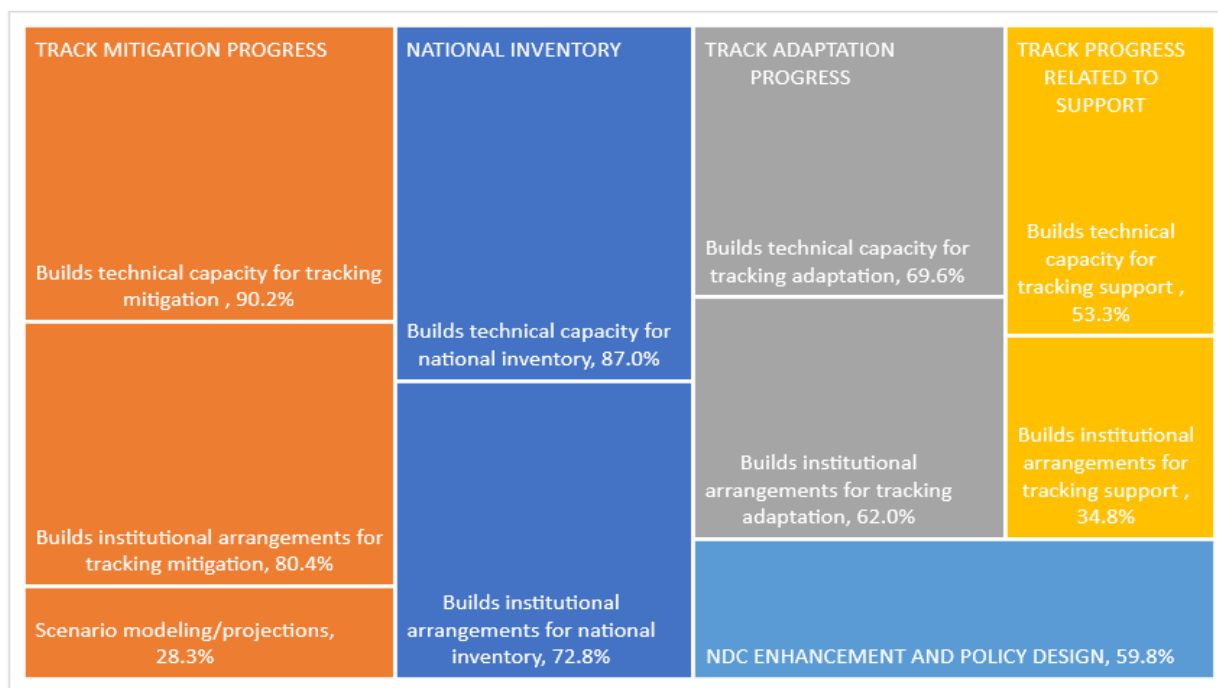 TRACK MITIGATION PROGRESS
Builds technical capacity for tracking
mitigation , 90.2%
Builds institutional arrangements for
tracking mitigation, 80.4%
Scenario modeling/projections,
28.3%
NATIONAL INVENTORY
Builds technical capacity for
national inventory, 87.0%
Builds institutional
arrangements for national
inventory, 72.8%
TRACK ADAPTATION
PROGRESS
Builds technical capacity for
tracking adaptation, 69.6%
Builds institutional
arrangements for tracking
adaptation, 62.0%
TRACK PROGRESS
RELATED TO
SUPPORT
Builds technical
capacity for
tracking support ,
53.3%
Builds institutional
arrangements for
tracking support ,
34.8%
NDC ENHANCEMENT AND POLICY DESIGN, 59.8%